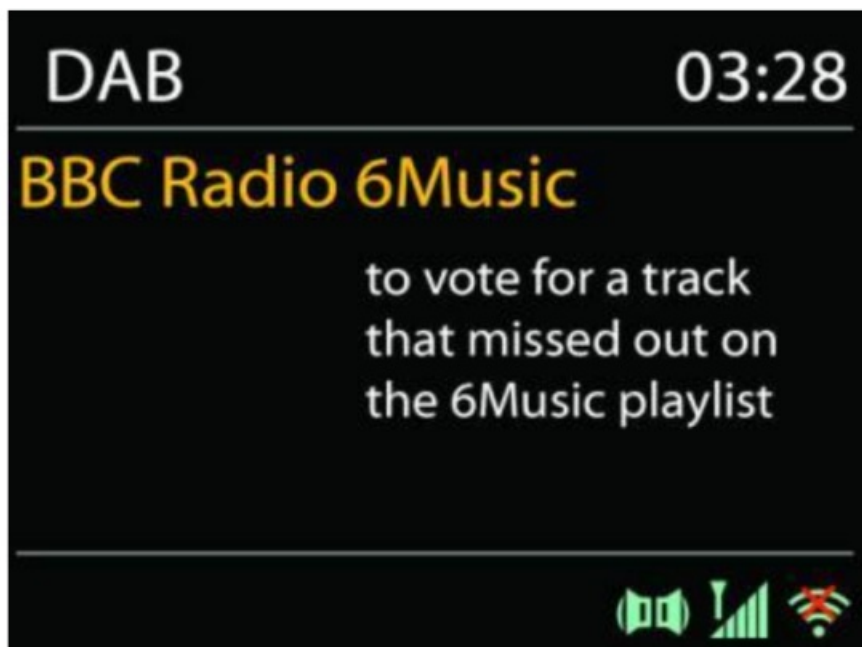 DAB
03:28
BBC Radio 6Music
to vote for a track
that missed out on
the 6Music playlist